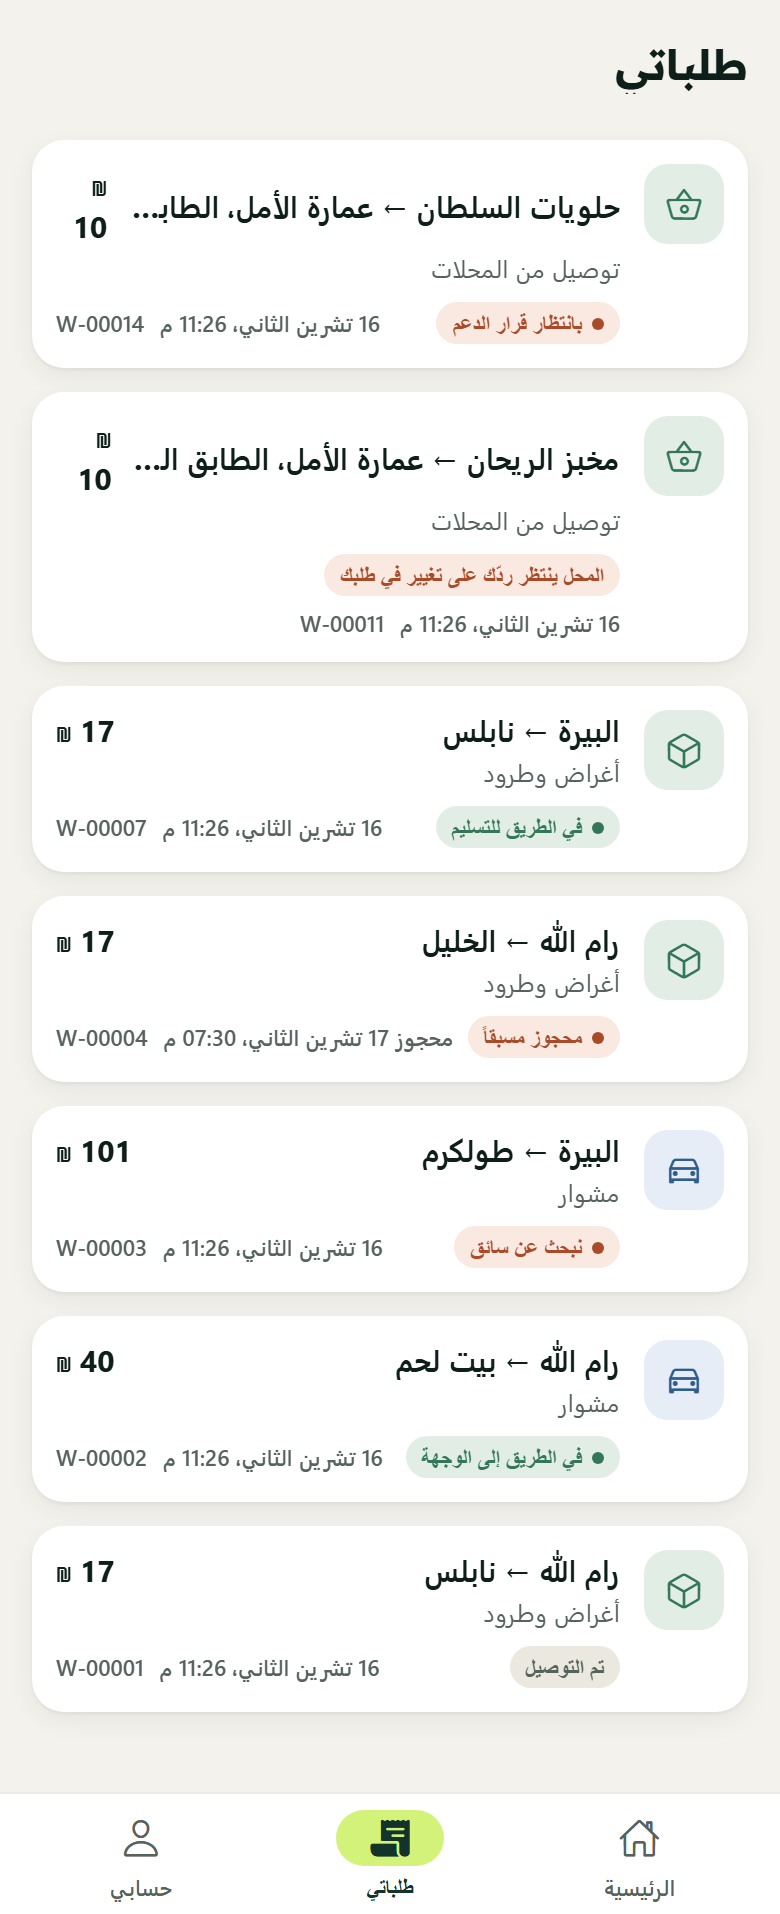 طلباتي
حلويات السلطان ← عمارة الأمل، الطابـ...
₪
10
توصيل من المحلات
بانتظار قرار الدعم
16 تشرين الثاني، 11:26 م
W-00014
مخبز الريحان ← عمارة الأمل، الطابق الـ...
₪
10
توصيل من المحلات
المحل ينتظر ردّك على تغيير في طلبك
16 تشرين الثاني، 11:26 م
W-00011
البيرة ← نابلس
17 ₪
أغراض وطرود
في الطريق للتسليم
16 تشرين الثاني، 11:26 م
W-00007
رام الله ← الخليل
17 ₪
أغراض وطرود
محجوز مسبقاً
محجوز 17 تشرين الثاني، 07:30 م
W-00004
البيرة ← طولكرم
101 ₪
مشوار
نبحث عن سائق
16 تشرين الثاني، 11:26 م
W-00003
رام الله ← بيت لحم
40 ₪
مشوار
في الطريق إلى الوجهة
16 تشرين الثاني، 11:26 م
W-00002
رام الله ← نابلس
17 ₪
أغراض وطرود
تم التوصيل
16 تشرين الثاني، 11:26 م
W-00001
الرئيسية
طلباتي
حسابي